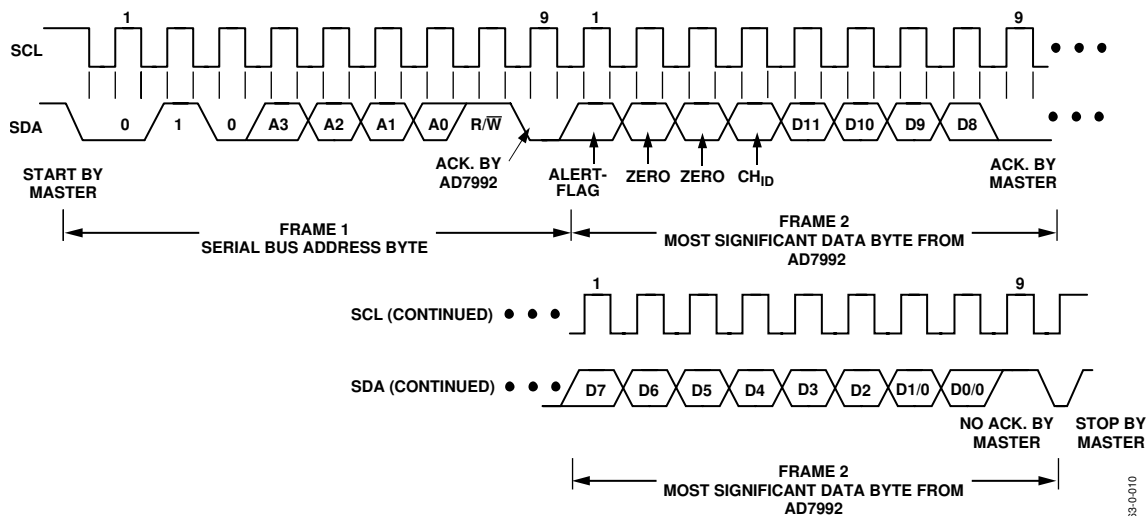 1 9 1 9
SCL
SDA 0 1 0 A3 A2 A1 A0 R/W̅ D11 D10 D9 D8
START BY
MASTER
ACK. BY
AD7992
ALERT-
FLAG
ZERO ZERO CHID
ACK. BY
MASTER
FRAME 1
SERIAL BUS ADDRESS BYTE
FRAME 2
MOST SIGNIFICANT DATA BYTE FROM
AD7992
1 9
SCL (CONTINUED)
SDA (CONTINUED) D7 D6 D5 D4 D3 D2 D1/0 D0/0
NO ACK. BY
MASTER
STOP BY
MASTER
FRAME 2
MOST SIGNIFICANT DATA BYTE FROM
AD7992